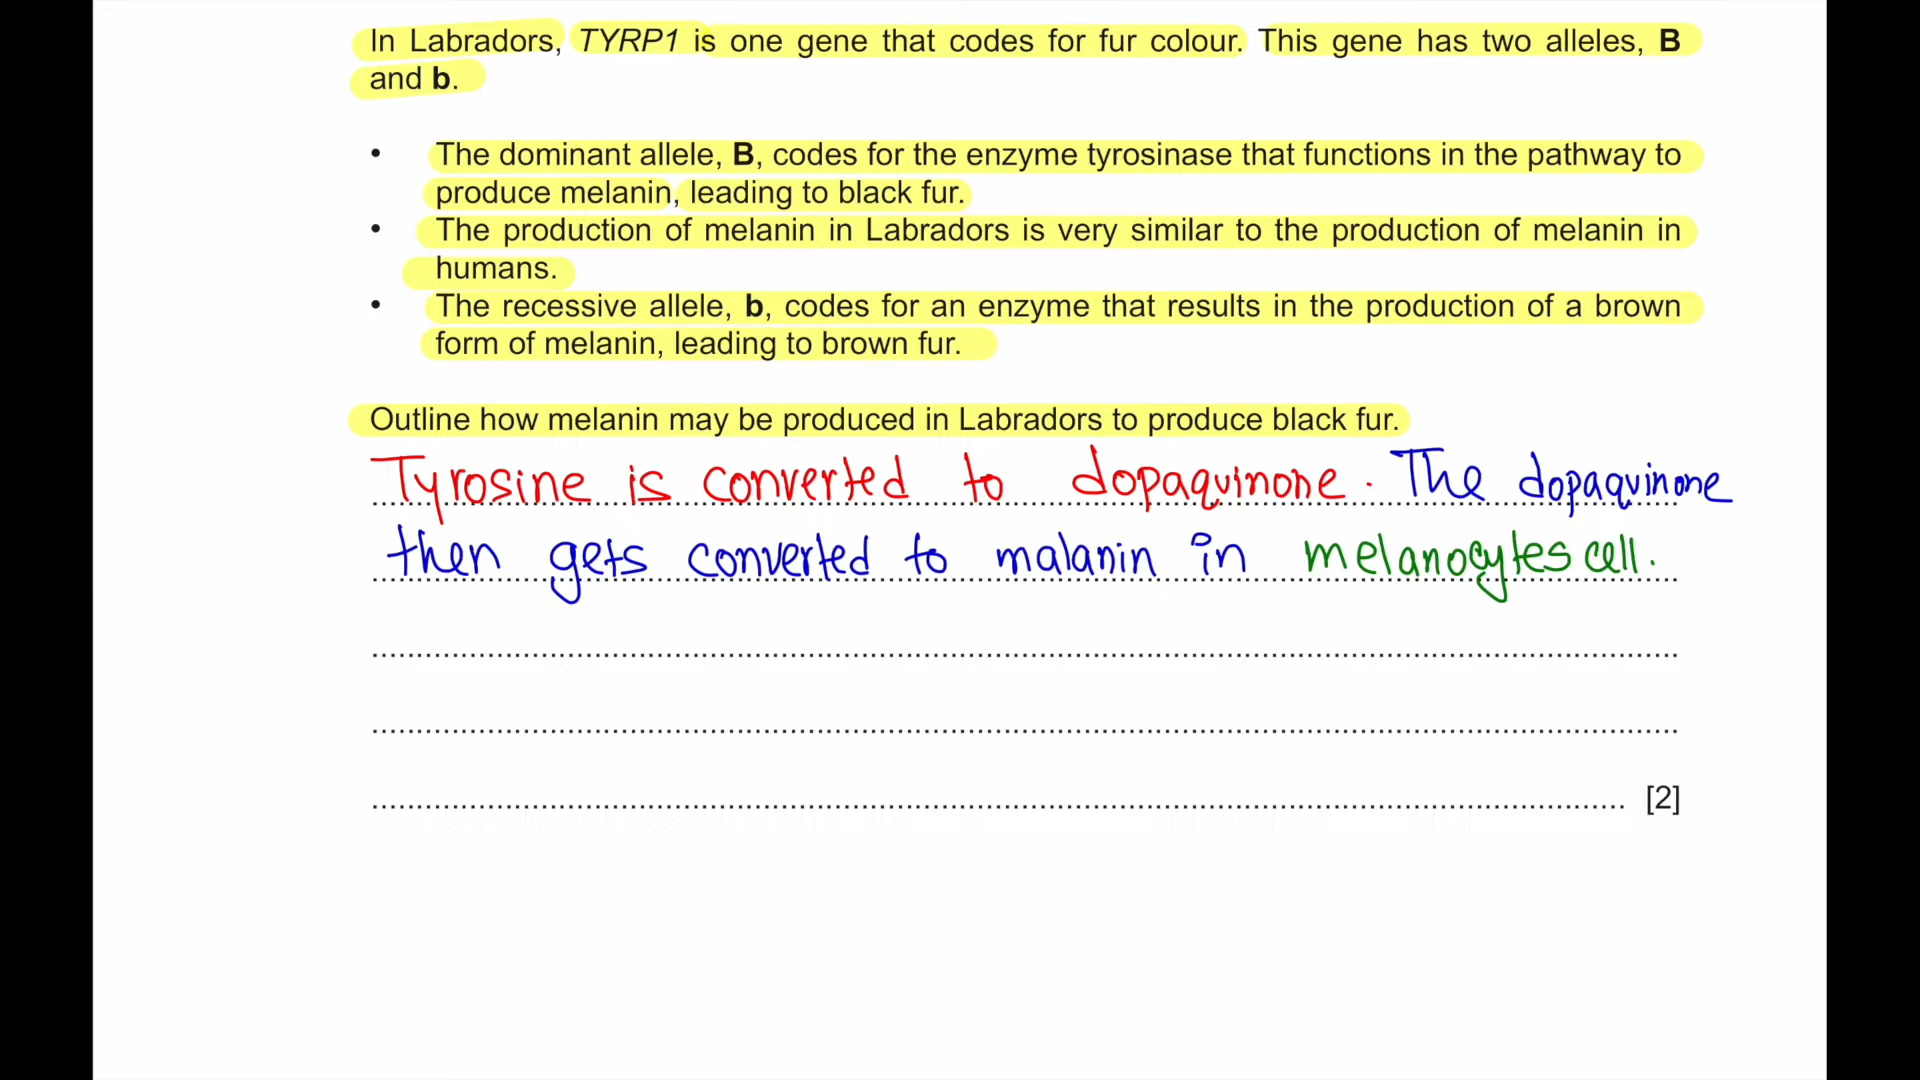 In Labradors, TYRP1 is one gene that codes for fur colour. This gene has two alleles, B
and b.
• The dominant allele, B, codes for the enzyme tyrosinase that functions in the pathway to
produce melanin, leading to black fur.
• The production of melanin in Labradors is very similar to the production of melanin in
humans.
• The recessive allele, b, codes for an enzyme that results in the production of a brown
form of melanin, leading to brown fur.
Outline how melanin may be produced in Labradors to produce black fur.
Tyrosine is converted to dopaquinone. The dopaquinone
then gets converted to malanin in melanocytes cell.
[2]